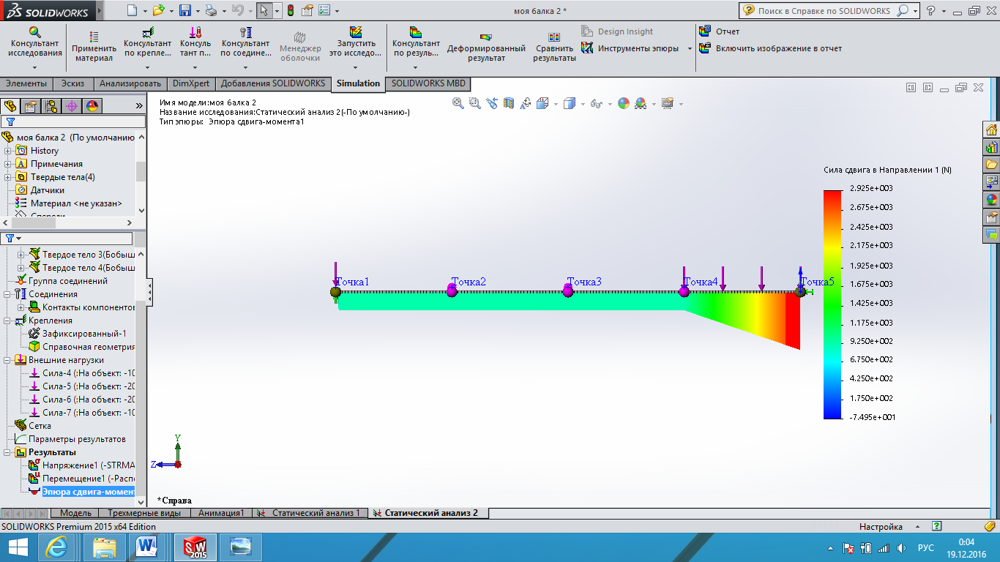 SOLIDWORKS
моя балка 2 *
Поиск в Справке по SOLIDWORKS
Консультант исследования
Применить материал
Консультант по крепле...
Консуль тант п...
Консультант по соедине...
Менеджер оболочки
Запустить это исследо...
Консультант по резуль...
Деформированный результат
Сравнить результаты
Design Insight
Инструменты эпюры
Отчет
Включить изображение в отчет
Элементы
Эскиз
Анализировать
DimXpert
Добавления SOLIDWORKS
Simulation
SOLIDWORKS MBD
моя балка 2 (По умолчанию
History
Примечания
Твердые тела(4)
Датчики
Материал <не указан>
Твердое тело 3(Бобыш
Твердое тело 4(Бобыш
Группа соединений
Соединения
Контакты компонентов
Крепления
Зафиксированный-1
Справочная геометрия
Внешние нагрузки
Сила-4 (:На объект: -10
Сила-5 (:На объект: -20
Сила-6 (:На объект: -20
Сила-7 (:На объект: -10
Сетка
Параметры результатов
Результаты
Напряжение1 (-STRMA
Перемещение1 (-Расп
Эпюра сдвига-момен
Имя модели:моя балка 2
Название исследования:Статический анализ 2(-По умолчанию-)
Тип эпюры: Эпюра сдвига-момента1
Точка1
Точка2
Точка3
Точка4
Точка5
Сила сдвига в Направлении 1 (N)
2.925e+003
2.675e+003
2.425e+003
2.175e+003
1.925e+003
1.675e+003
1.425e+003
1.175e+003
9.250e+002
6.750e+002
4.250e+002
1.750e+002
-7.495e+001
Y
Z
*Справа
Модель
Трехмерные виды
Анимация1
Статический анализ 1
Статический анализ 2
SOLIDWORKS Premium 2015 x64 Edition
Настройка
РУС
0:04
19.12.2016